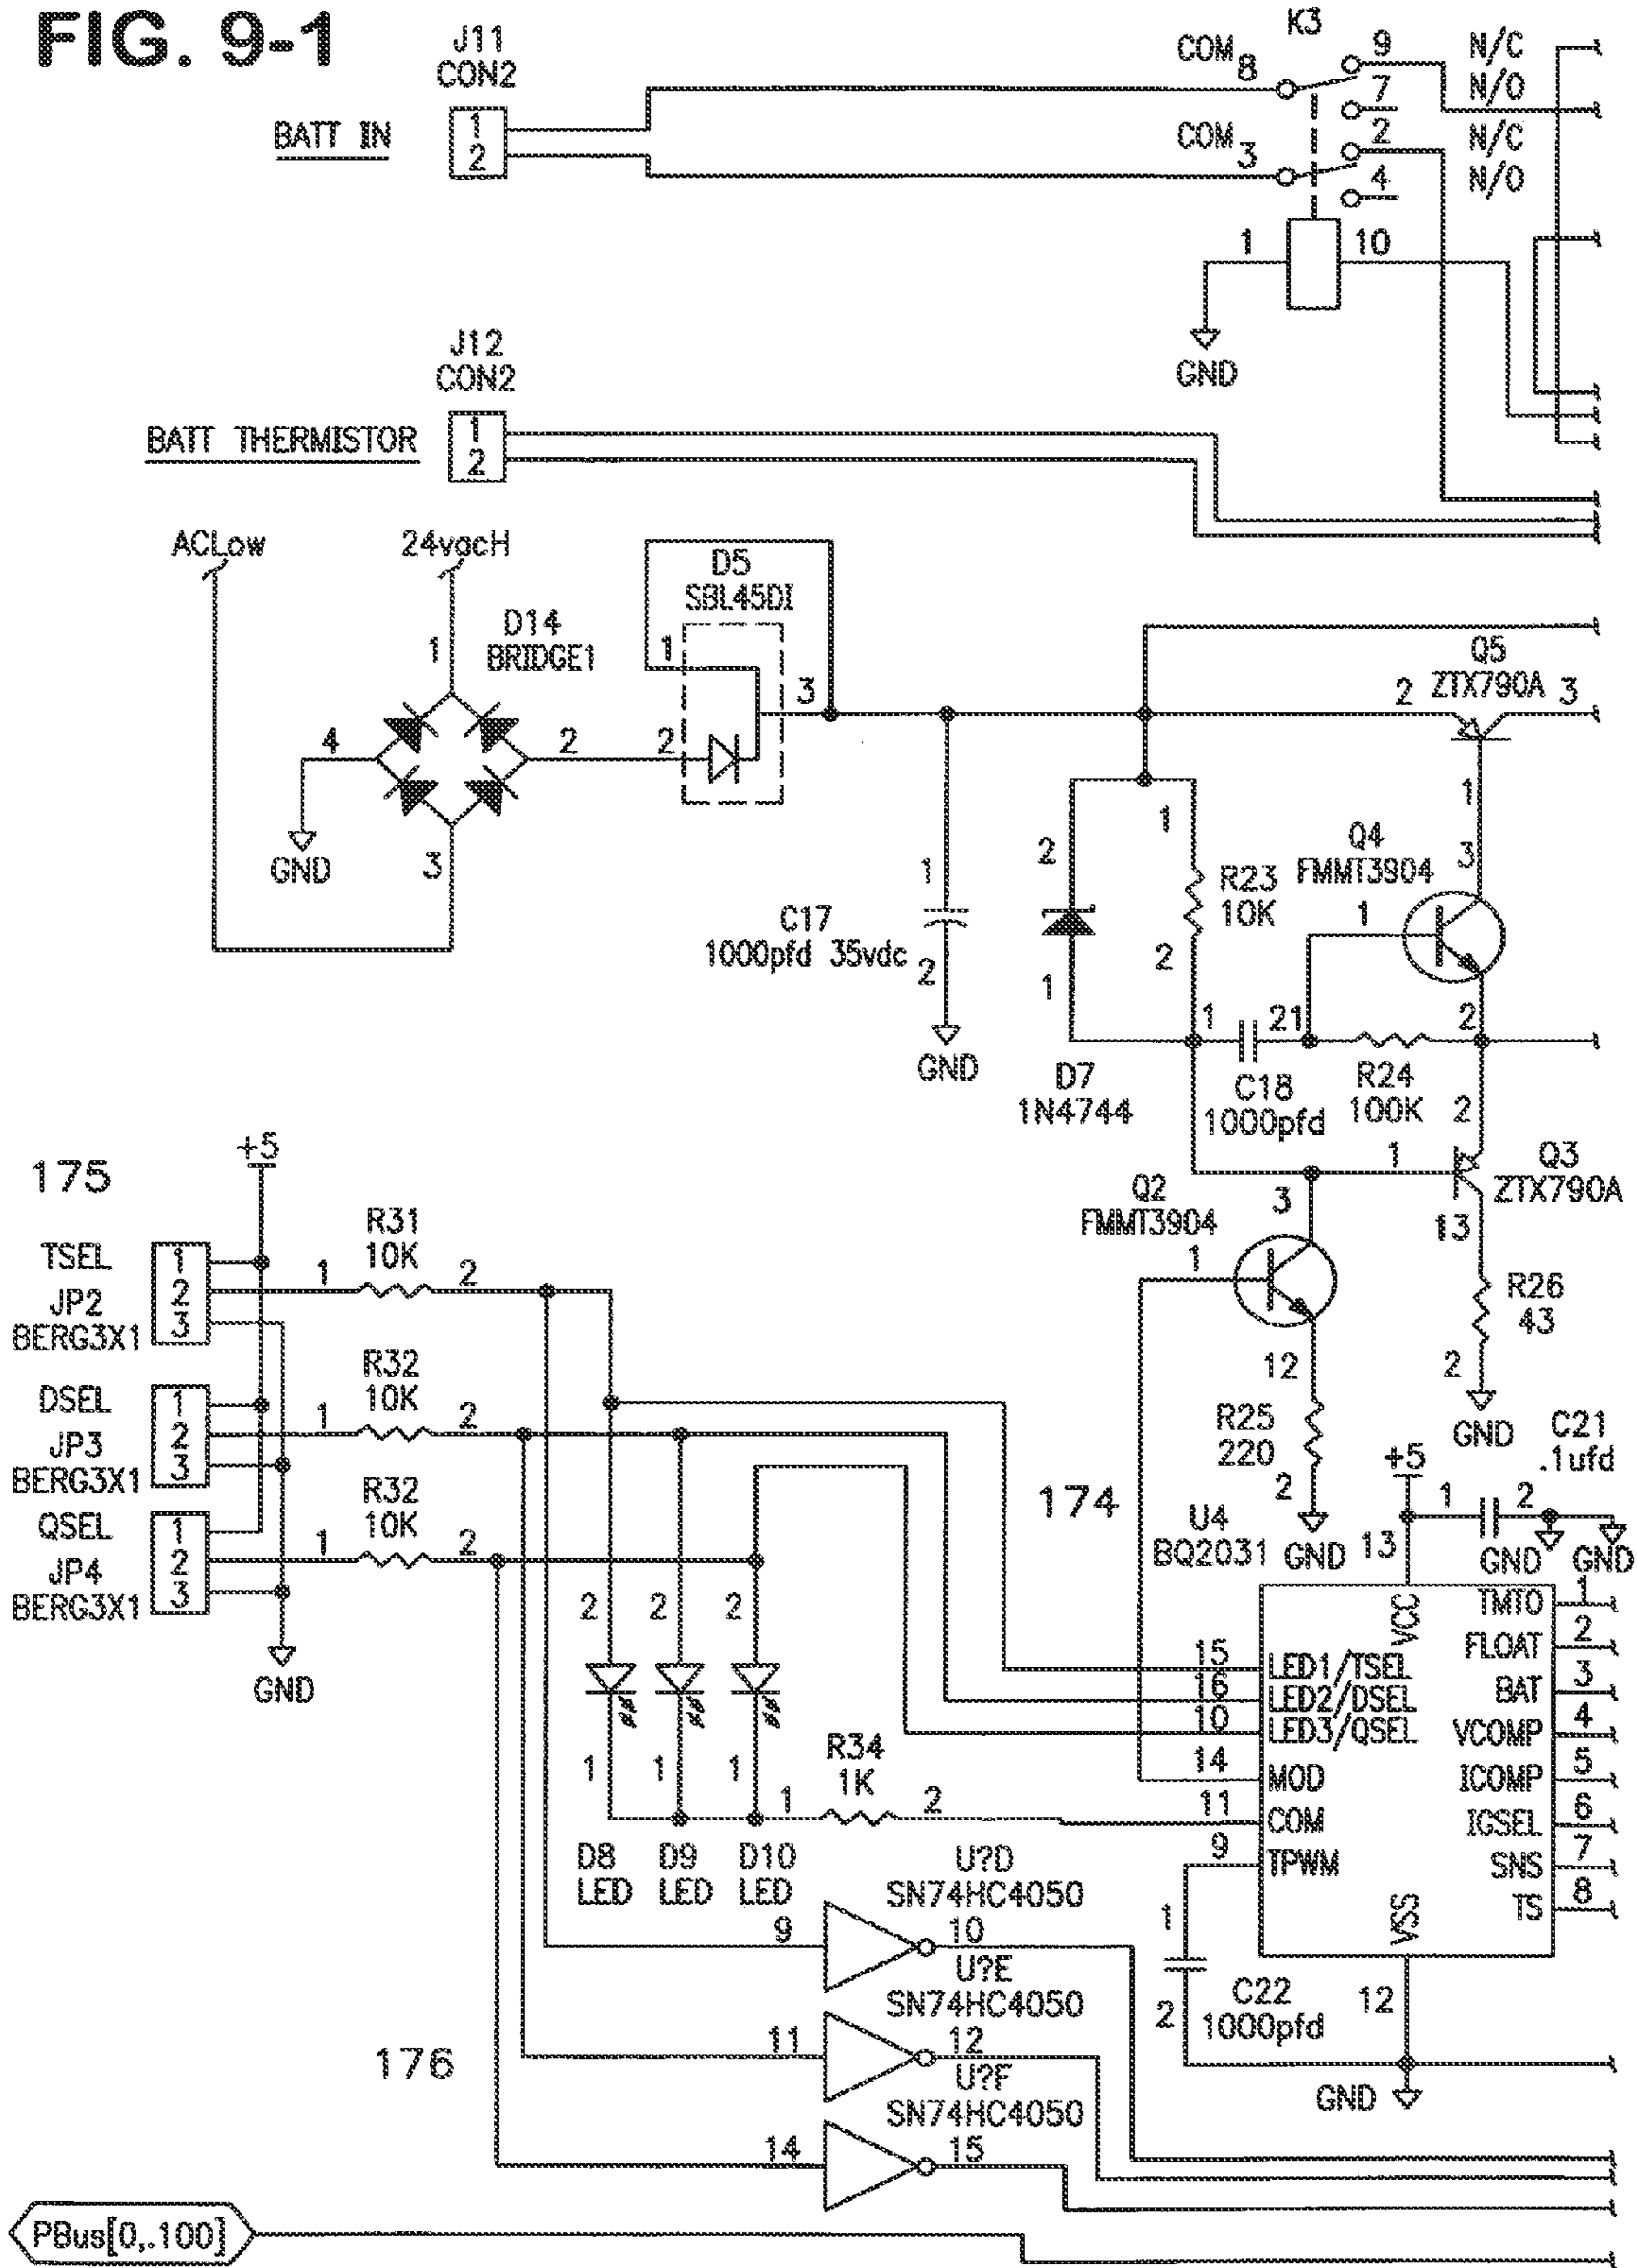 FIG. 9-1
J11
CON2
BATT IN
1
2
K3
COM
8
9
N/C
7
N/O
COM
3
2
N/C
4
N/O
1
10
GND
J12
CON2
BATT THERMISTOR
1
2
ACLow
24vacH
D14
BRIDGE1
1
4
2
3
GND
D5
SBL45DI
1
2
3
Q5
ZTX790A
2
3
1
C17
1000pfd 35vdc
1
2
GND
2
1
D7
1N4744
1
R23
10K
2
Q4
FMMT3904
3
1
2
1
21
C18
1000pfd
R24
100K
2
1
Q3
ZTX790A
13
R26
43
2
GND
Q2
FMMT3904
3
1
12
R25
220
2
GND
175
+5
TSEL
JP2
BERG3X1
1
2
3
1
R31
10K
2
DSEL
JP3
BERG3X1
1
2
3
1
R32
10K
2
QSEL
JP4
BERG3X1
1
2
3
1
R32
10K
2
GND
174
U4
BQ2031
+5
13
C21
.1ufd
1
2
GND
GND
2
2
2
1
1
1
D8
LED
D9
LED
D10
LED
1
R34
1K
2
15
LED1/TSEL
16
LED2/DSEL
10
LED3/QSEL
14
MOD
11
COM
9
TPWM
VCC
VSS
TMTO
1
FLOAT
2
BAT
3
VCOMP
4
ICOMP
5
IGSEL
6
SNS
7
TS
8
1
2
C22
1000pfd
12
GND
176
U?D
SN74HC4050
9
10
U?E
SN74HC4050
11
12
U?F
SN74HC4050
14
15
PBus[0,.100]